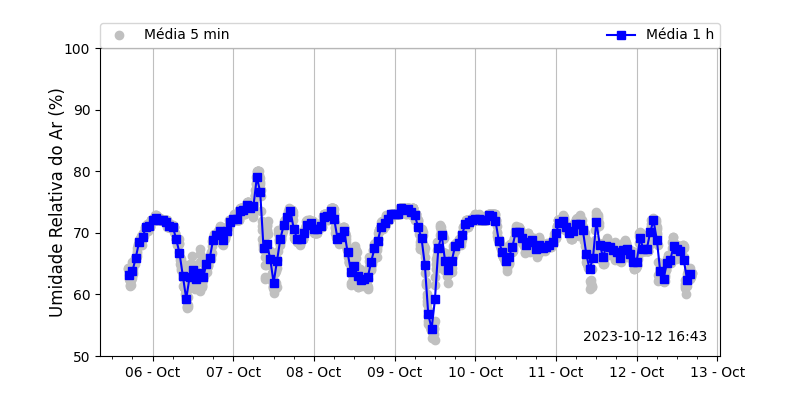 Média 5 min
Média 1 h
Umidade Relativa do Ar (%)
100
90
80
70
60
50
2023-10-12 16:43
06 - Oct
07 - Oct
08 - Oct
09 - Oct
10 - Oct
11 - Oct
12 - Oct
13 - Oct